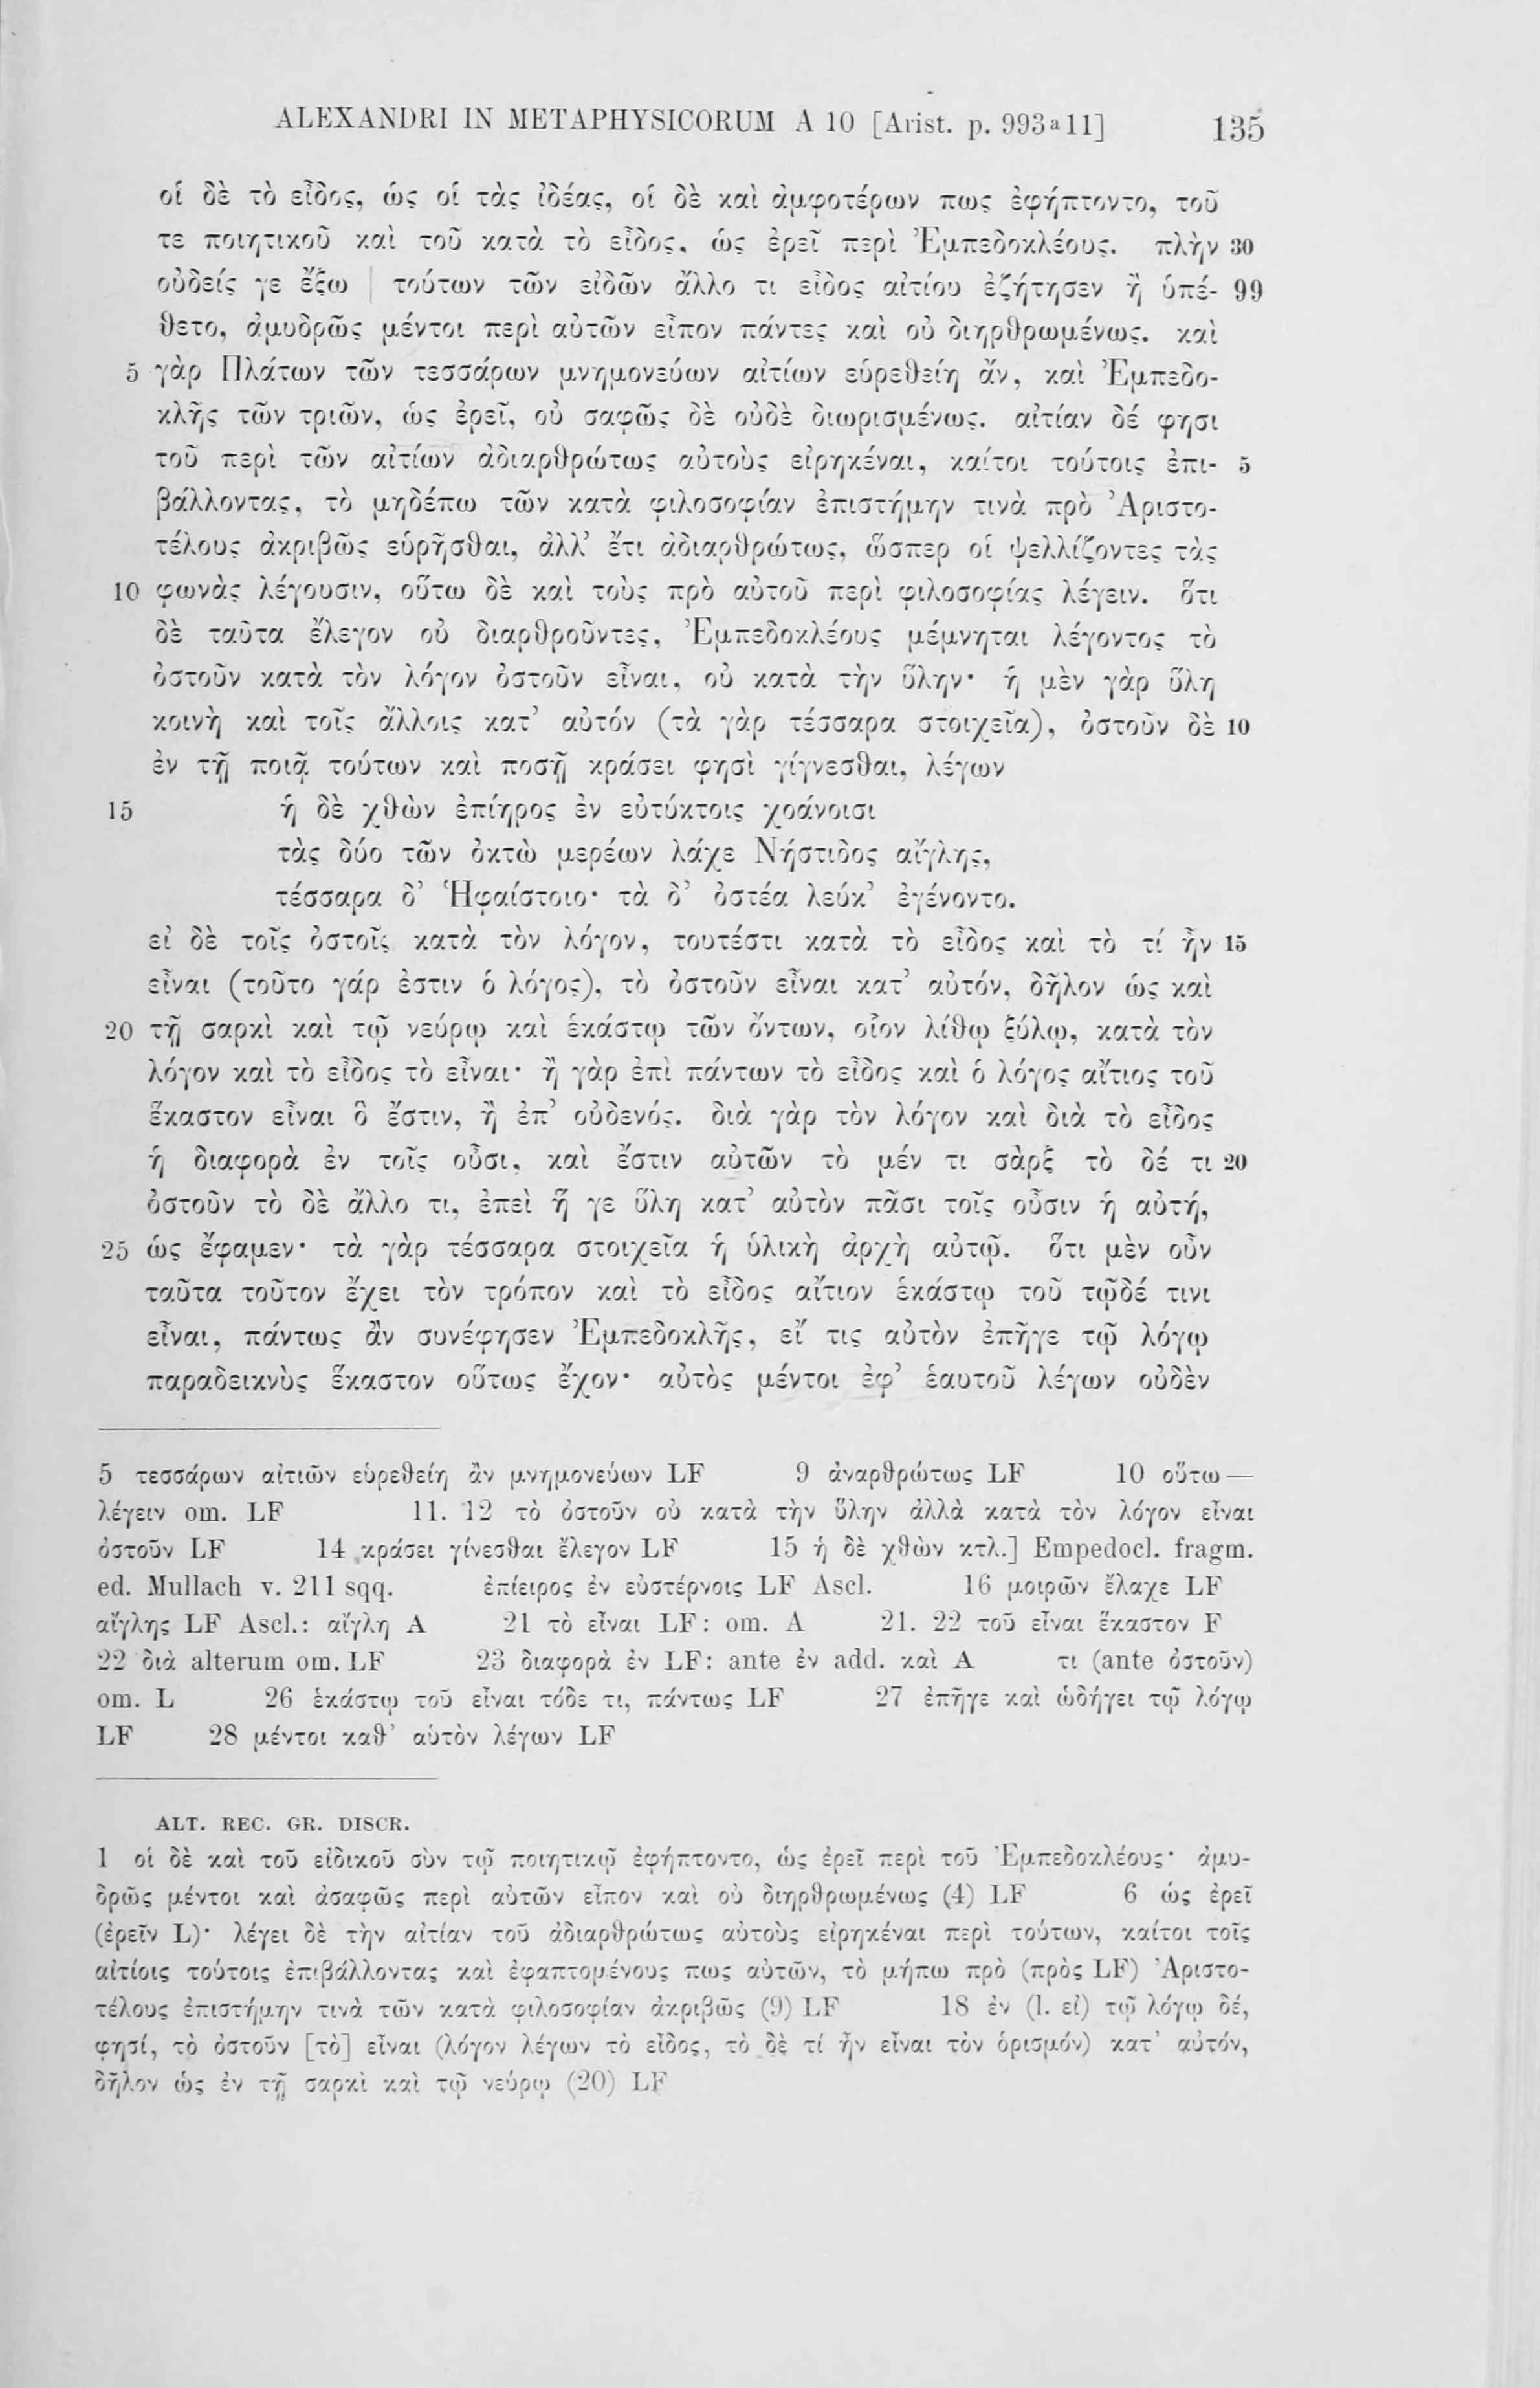 ALEXANDRI IN METAPHYSICORUM A 10 [Arist. p. 993ᵃ11] 135
οἱ δὲ τὸ εἶδος, ὡς οἱ τὰς ἰδέας, οἱ δὲ καὶ ἀμφοτέρων πως ἐφήπτοντο, τοῦ
τε ποιητικοῦ καὶ τοῦ κατὰ τὸ εἶδος, ὡς ἐρεῖ περὶ Ἐμπεδοκλέους. πλὴν 30
οὐδείς γε ἔξω | τούτων τῶν εἰδῶν ἄλλο τι εἶδος αἰτίου ἐζήτησεν ἢ ὑπέ- 99
θετο, ἀμυδρῶς μέντοι περὶ αὐτῶν εἶπον πάντες καὶ οὐ διηρθρωμένως. καὶ
5 γὰρ Πλάτων τῶν τεσσάρων μνημονεύων αἰτίων εὑρεθείη ἄν, καὶ Ἐμπεδο-
κλῆς τῶν τριῶν, ὡς ἐρεῖ, οὐ σαφῶς δὲ οὐδὲ διωρισμένως. αἰτίαν δέ φησι
τοῦ περὶ τῶν αἰτίων ἀδιαρθρώτως αὐτοὺς εἰρηκέναι, καίτοι τούτοις ἐπι- 5
βάλλοντας, τὸ μηδέπω τῶν κατὰ φιλοσοφίαν ἐπιστήμην τινὰ πρὸ Ἀριστο-
τέλους ἀκριβῶς εὑρῆσθαι, ἀλλ’ ἔτι ἀδιαρθρώτως, ὥσπερ οἱ ψελλίζοντες τὰς
10 φωνὰς λέγουσιν, οὕτω δὲ καὶ τοὺς πρὸ αὐτοῦ περὶ φιλοσοφίας λέγειν. ὅτι
δὲ ταῦτα ἔλεγον οὐ διαρθροῦντες, Ἐμπεδοκλέους μέμνηται λέγοντος τὸ
ὀστοῦν κατὰ τὸν λόγον ὀστοῦν εἶναι, οὐ κατὰ τὴν ὕλην· ἡ μὲν γὰρ ὕλη
κοινὴ καὶ τοῖς ἄλλοις κατ’ αὐτόν (τὰ γὰρ τέσσαρα στοιχεῖα), ὀστοῦν δὲ 10
ἐν τῇ ποιᾷ τούτων καὶ ποσῇ κράσει φησὶ γίγνεσθαι, λέγων
15 ἡ δὲ χθὼν ἐπίηρος ἐν εὐτύκτοις χοάνοισι
τὰς δύο τῶν ὀκτὼ μερέων λάχε Νήστιδος αἴγλης,
τέσσαρα δ’ Ἡφαίστοιο· τὰ δ’ ὀστέα λεύκ’ ἐγένοντο.
εἰ δὲ τοῖς ὀστοῖς κατὰ τὸν λόγον, τουτέστι κατὰ τὸ εἶδος καὶ τὸ τί ἦν 15
εἶναι (τοῦτο γάρ ἐστιν ὁ λόγος), τὸ ὀστοῦν εἶναι κατ’ αὐτόν, δῆλον ὡς καὶ
20 τῇ σαρκὶ καὶ τῷ νεύρῳ καὶ ἑκάστῳ τῶν ὄντων, οἷον λίθῳ ξύλῳ, κατὰ τὸν
λόγον καὶ τὸ εἶδος τὸ εἶναι· ἢ γὰρ ἐπὶ πάντων τὸ εἶδος καὶ ὁ λόγος αἴτιος τοῦ
ἕκαστον εἶναι ὅ ἔστιν, ἢ ἐπ’ οὐδενός. διὰ γὰρ τὸν λόγον καὶ διὰ τὸ εἶδος
ἡ διαφορὰ ἐν τοῖς οὖσι, καὶ ἔστιν αὐτῶν τὸ μέν τι σὰρξ τὸ δέ τι 20
ὀστοῦν τὸ δὲ ἄλλο τι, ἐπεὶ ἥ γε ὕλη κατ’ αὐτὸν πᾶσι τοῖς οὖσιν ἡ αὐτή,
25 ὡς ἔφαμεν· τὰ γὰρ τέσσαρα στοιχεῖα ἡ ὑλικὴ ἀρχὴ αὐτῷ. ὅτι μὲν οὖν
ταῦτα τοῦτον ἔχει τὸν τρόπον καὶ τὸ εἶδος αἴτιον ἑκάστῳ τοῦ τῷδέ τινι
εἶναι, πάντως ἂν συνέφησεν Ἐμπεδοκλῆς, εἴ τις αὐτὸν ἐπῆγε τῷ λόγῳ
παραδεικνὺς ἕκαστον οὕτως ἔχον· αὐτὸς μέντοι ἐφ’ ἑαυτοῦ λέγων οὐδὲν
5 τεσσάρων αἰτιῶν εὑρεθείη ἂν μνημονεύων LF 9 ἀναρθρώτως LF 10 οὕτω —
λέγειν om. LF 11. 12 τὸ ὀστοῦν οὐ κατὰ τὴν ὕλην ἀλλὰ κατὰ τὸν λόγον εἶναι
ὀστοῦν LF 14 κράσει γίνεσθαι ἔλεγον LF 15 ἡ δὲ χθὼν κτλ.] Empedocl. fragm.
ed. Mullach v. 211 sqq. ἐπίειρος ἐν εὐστέρνοις LF Ascl. 16 μοιρῶν ἔλαχε LF
αἴγλης LF Ascl.: αἴγλη A 21 τὸ εἶναι LF: om. A 21. 22 τοῦ εἶναι ἕκαστον F
22 διὰ alterum om. LF 23 διαφορὰ ἐν LF: ante ἐν add. καὶ A τι (ante ὀστοῦν)
om. L 26 ἑκάστῳ τοῦ εἶναι τόδε τι, πάντως LF 27 ἐπῆγε καὶ ὡδήγει τῷ λόγῳ
LF 28 μέντοι καθ’ αὑτὸν λέγων LF
ALT. REC. GR. DISCR.
1 οἱ δὲ καὶ τοῦ εἰδικοῦ σὺν τῷ ποιητικῷ ἐφήπτοντο, ὡς ἐρεῖ περὶ τοῦ Ἐμπεδοκλέους· ἀμυ-
δρῶς μέντοι καὶ ἀσαφῶς περὶ αὐτῶν εἶπον καὶ οὐ διηρθρωμένως (4) LF 6 ὡς ἐρεῖ
(ἐρεῖν L)· λέγει δὲ τὴν αἰτίαν τοῦ ἀδιαρθρώτως αὐτοὺς εἰρηκέναι περὶ τούτων, καίτοι τοῖς
αἰτίοις τούτοις ἐπιβάλλοντας καὶ ἐφαπτομένους πως αὐτῶν, τὸ μήπω πρὸ (πρὸς LF) Ἀριστο-
τέλους ἐπιστήμην τινὰ τῶν κατὰ φιλοσοφίαν ἀκριβῶς (9) LF 18 ἐν (l. εἰ) τῷ λόγῳ δέ,
φησί, τὸ ὀστοῦν [τὸ] εἶναι (λόγον λέγων τὸ εἶδος, τὸ δὲ τί ἦν εἶναι τὸν ὁρισμόν) κατ’ αὐτόν,
δῆλον ὡς ἐν τῇ σαρκὶ καὶ τῷ νεύρῳ (20) LF